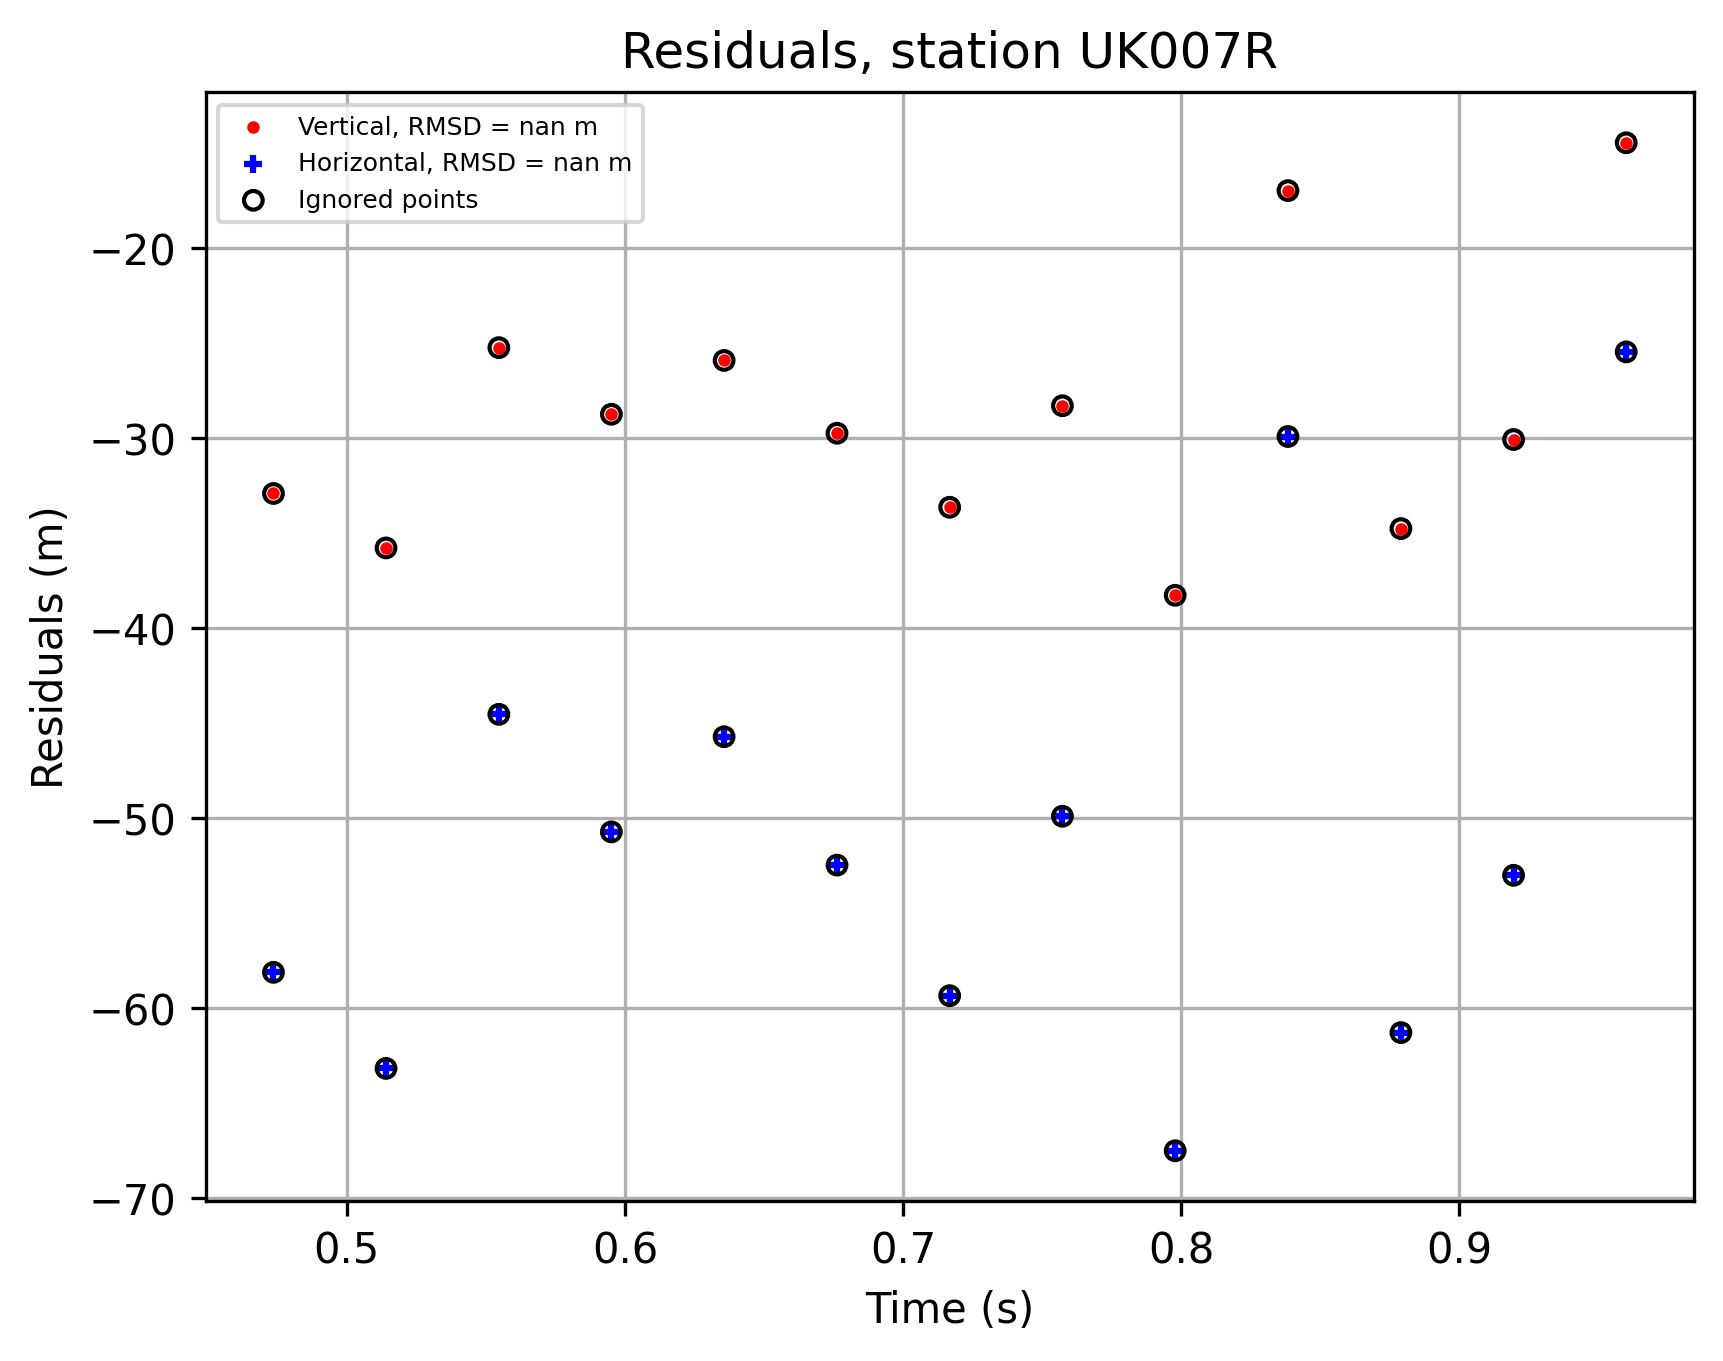 Residuals, station UK007R
Vertical, RMSD = nan m
Horizontal, RMSD = nan m
Ignored points
−20
−30
−40
−50
−60
−70
Residuals (m)
0.5 0.6 0.7 0.8 0.9
Time (s)